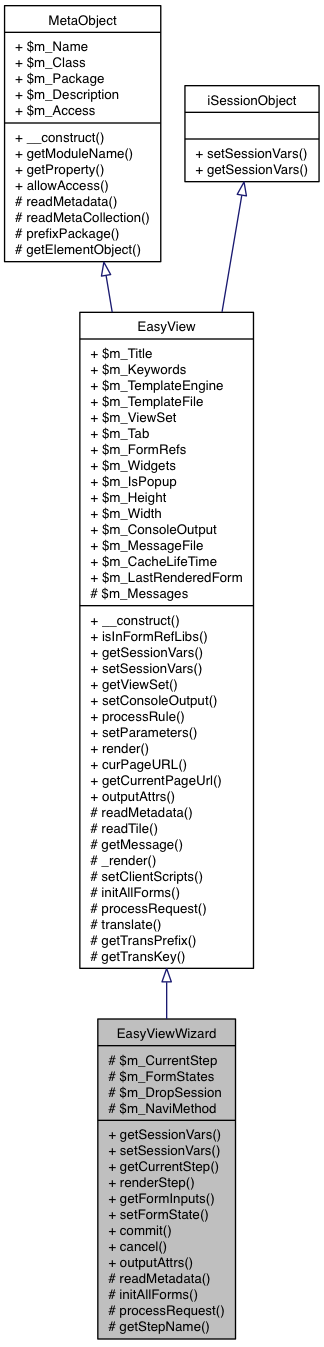 MetaObject
+ $m_Name
+ $m_Class
+ $m_Package
+ $m_Description
+ $m_Access
+ __construct()
+ getModuleName()
+ getProperty()
+ allowAccess()
# readMetadata()
# readMetaCollection()
# prefixPackage()
# getElementObject()
iSessionObject
+ setSessionVars()
+ getSessionVars()
EasyView
+ $m_Title
+ $m_Keywords
+ $m_TemplateEngine
+ $m_TemplateFile
+ $m_ViewSet
+ $m_Tab
+ $m_FormRefs
+ $m_Widgets
+ $m_IsPopup
+ $m_Height
+ $m_Width
+ $m_ConsoleOutput
+ $m_MessageFile
+ $m_CacheLifeTime
+ $m_LastRenderedForm
# $m_Messages
+ __construct()
+ isInFormRefLibs()
+ getSessionVars()
+ setSessionVars()
+ getViewSet()
+ setConsoleOutput()
+ processRule()
+ setParameters()
+ render()
+ curPageURL()
+ getCurrentPageUrl()
+ outputAttrs()
# readMetadata()
# readTile()
# getMessage()
# _render()
# setClientScripts()
# initAllForms()
# processRequest()
# translate()
# getTransPrefix()
# getTransKey()
EasyViewWizard
# $m_CurrentStep
# $m_FormStates
# $m_DropSession
# $m_NaviMethod
+ getSessionVars()
+ setSessionVars()
+ getCurrentStep()
+ renderStep()
+ getFormInputs()
+ setFormState()
+ commit()
+ cancel()
+ outputAttrs()
# readMetadata()
# initAllForms()
# processRequest()
# getStepName()